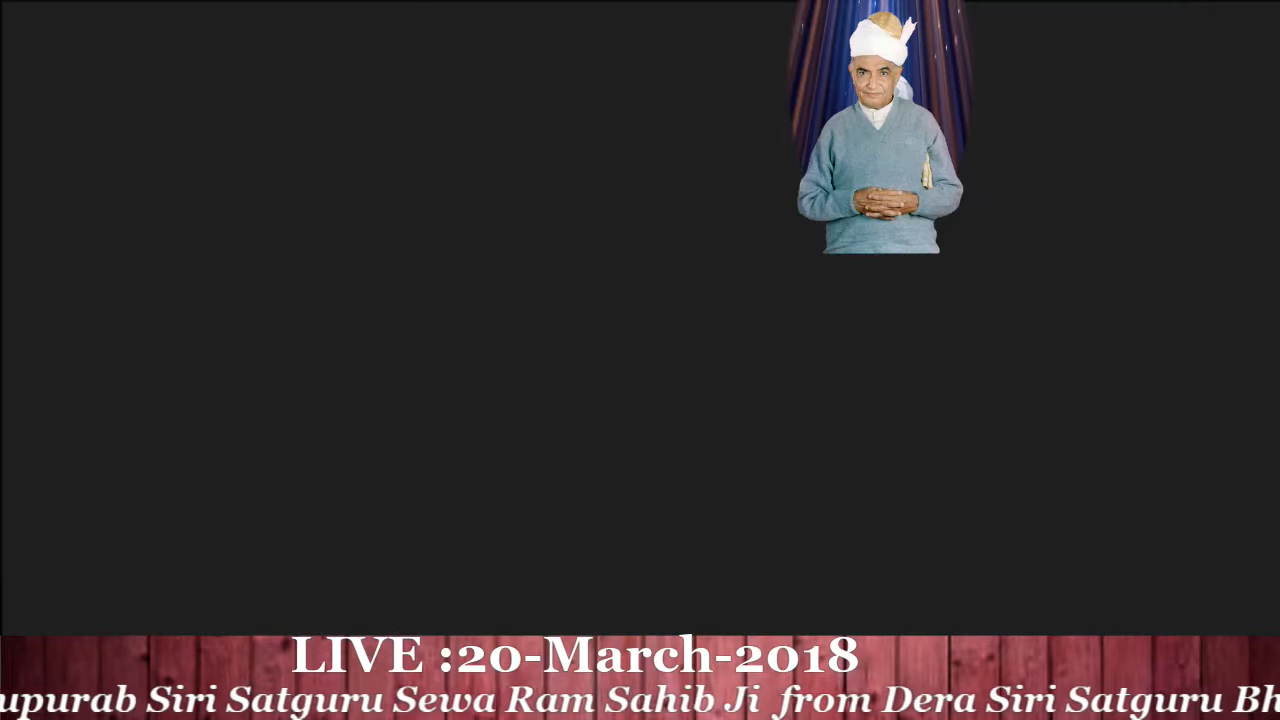 LIVE :20-March-2018
upurab Siri Satguru Sewa Ram Sahib Ji from Dera Siri Satguru Bh